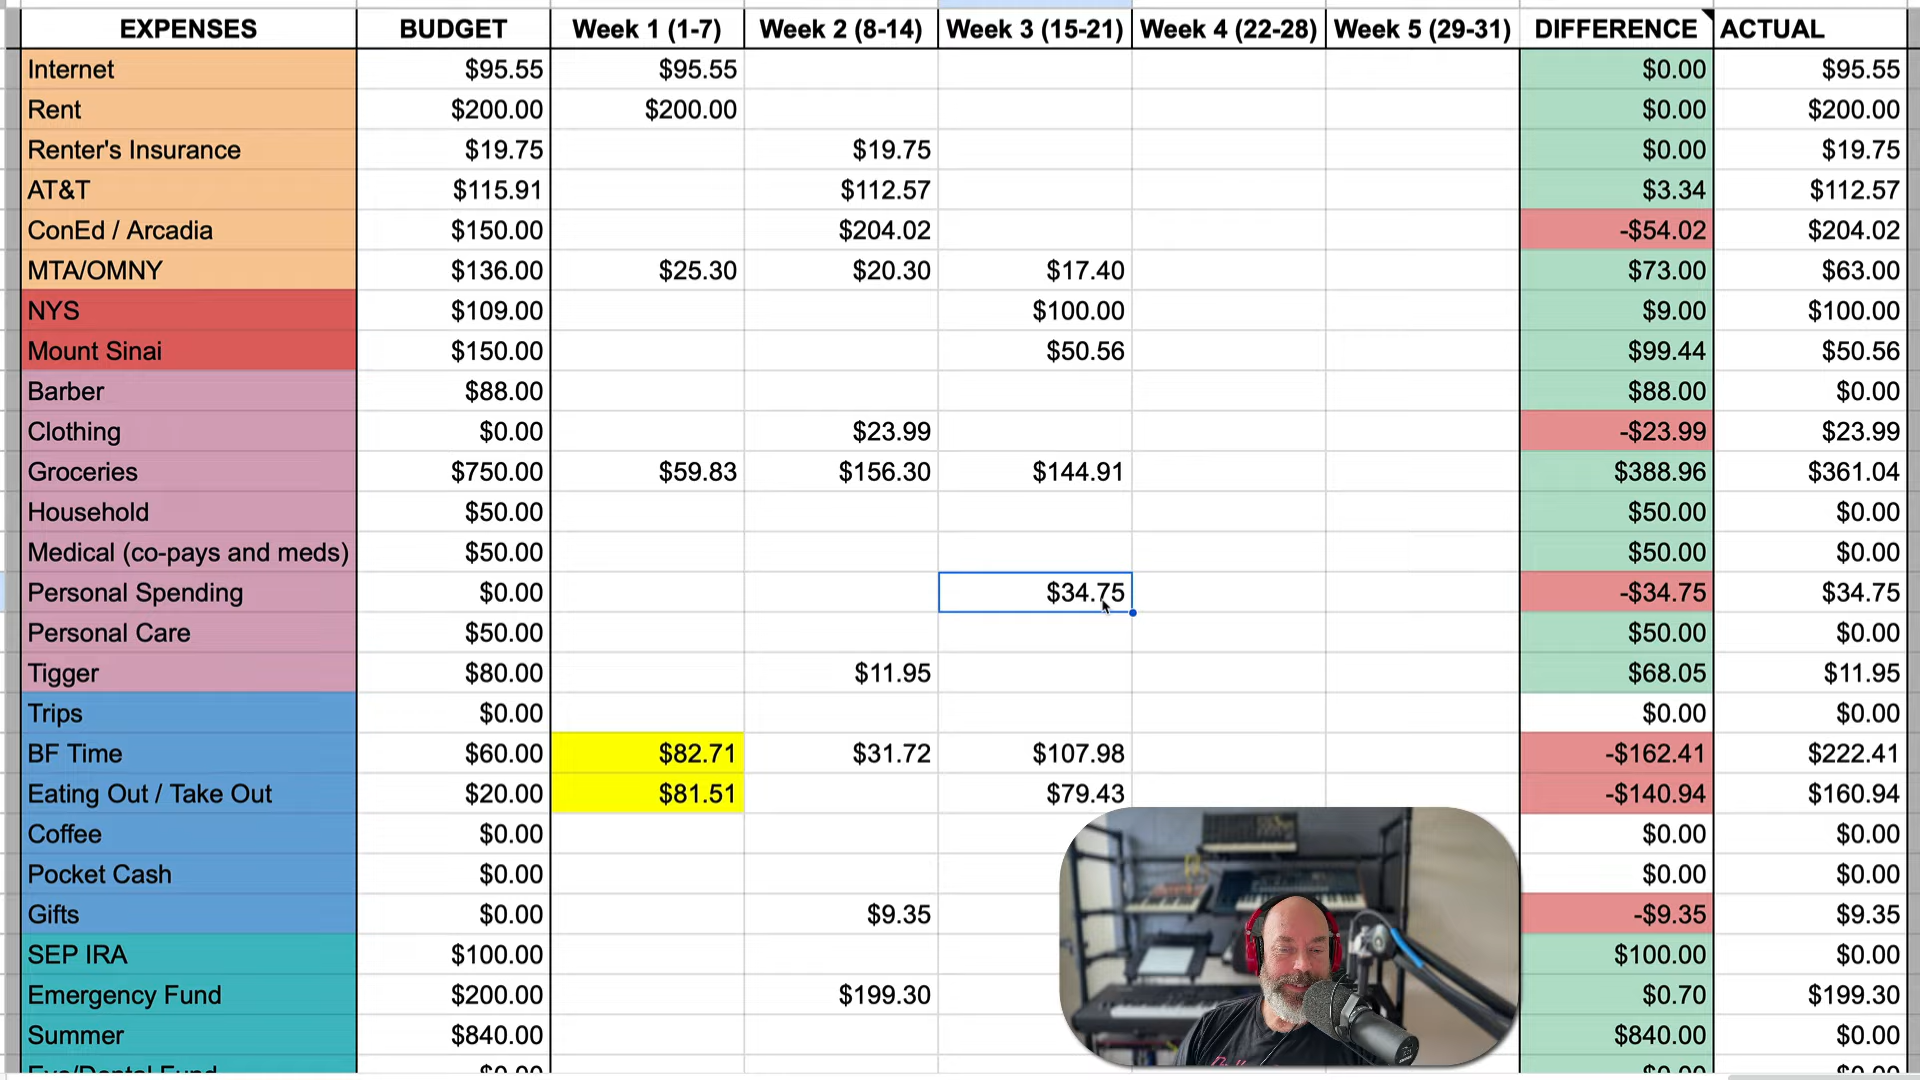 EXPENSES BUDGET Week 1 (1-7) Week 2 (8-14) Week 3 (15-21) Week 4 (22-28) Week 5 (29-31) DIFFERENCE ACTUAL
Internet $95.55 $95.55 $0.00 $95.55
Rent $200.00 $200.00 $0.00 $200.00
Renter's Insurance $19.75 $19.75 $0.00 $19.75
AT&T $115.91 $112.57 $3.34 $112.57
ConEd / Arcadia $150.00 $204.02 -$54.02 $204.02
MTA/OMNY $136.00 $25.30 $20.30 $17.40 $73.00 $63.00
NYS $109.00 $100.00 $9.00 $100.00
Mount Sinai $150.00 $50.56 $99.44 $50.56
Barber $88.00 $88.00 $0.00
Clothing $0.00 $23.99 -$23.99 $23.99
Groceries $750.00 $59.83 $156.30 $144.91 $388.96 $361.04
Household $50.00 $50.00 $0.00
Medical (co-pays and meds) $50.00 $50.00 $0.00
Personal Spending $0.00 $34.75 -$34.75 $34.75
Personal Care $50.00 $50.00 $0.00
Tigger $80.00 $11.95 $68.05 $11.95
Trips $0.00 $0.00 $0.00
BF Time $60.00 $82.71 $31.72 $107.98 -$162.41 $222.41
Eating Out / Take Out $20.00 $81.51 $79.43 -$140.94 $160.94
Coffee $0.00 $0.00 $0.00
Pocket Cash $0.00 $0.00 $0.00
Gifts $0.00 $9.35 -$9.35 $9.35
SEP IRA $100.00 $100.00 $0.00
Emergency Fund $200.00 $199.30 $0.70 $199.30
Summer $840.00 $840.00 $0.00
Eye/Dental Fund $0.00 $0.00 $0.00